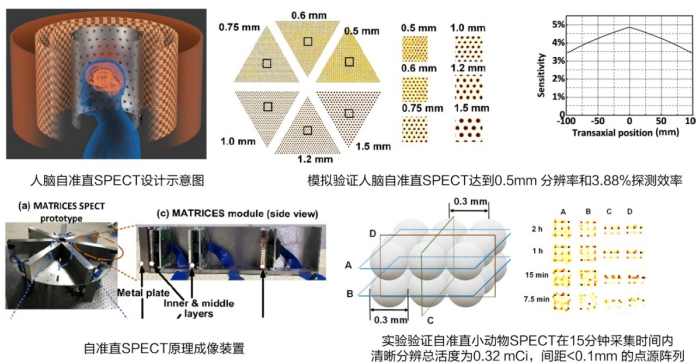 0.75 mm
0.6 mm
0.5 mm
1.0 mm
1.2 mm
1.5 mm
0.5 mm
1.0 mm
0.6 mm
1.2 mm
0.75 mm
1.5 mm
Sensitivity
5%
4%
3%
2%
1%
0%
-100
-50
0
50
10
Transaxial position (mm)
人脑自准直SPECT设计示意图
模拟验证人脑自准直SPECT达到0.5mm 分辨率和3.88%探测效率
(a) MATRICES SPECT
prototype
(c) MATRICES module (side view)
Metal plate
Inner & middle
layers
自准直SPECT原理成像装置
0.3 mm
D
A
B
0.3 mm
C
A B C D
2 h
1 h
15 min
7.5 min
实验验证自准直小动物SPECT在15分钟采集时间内
清晰分辨总活度为0.32 mCi，间距<0.1mm 的点源阵列